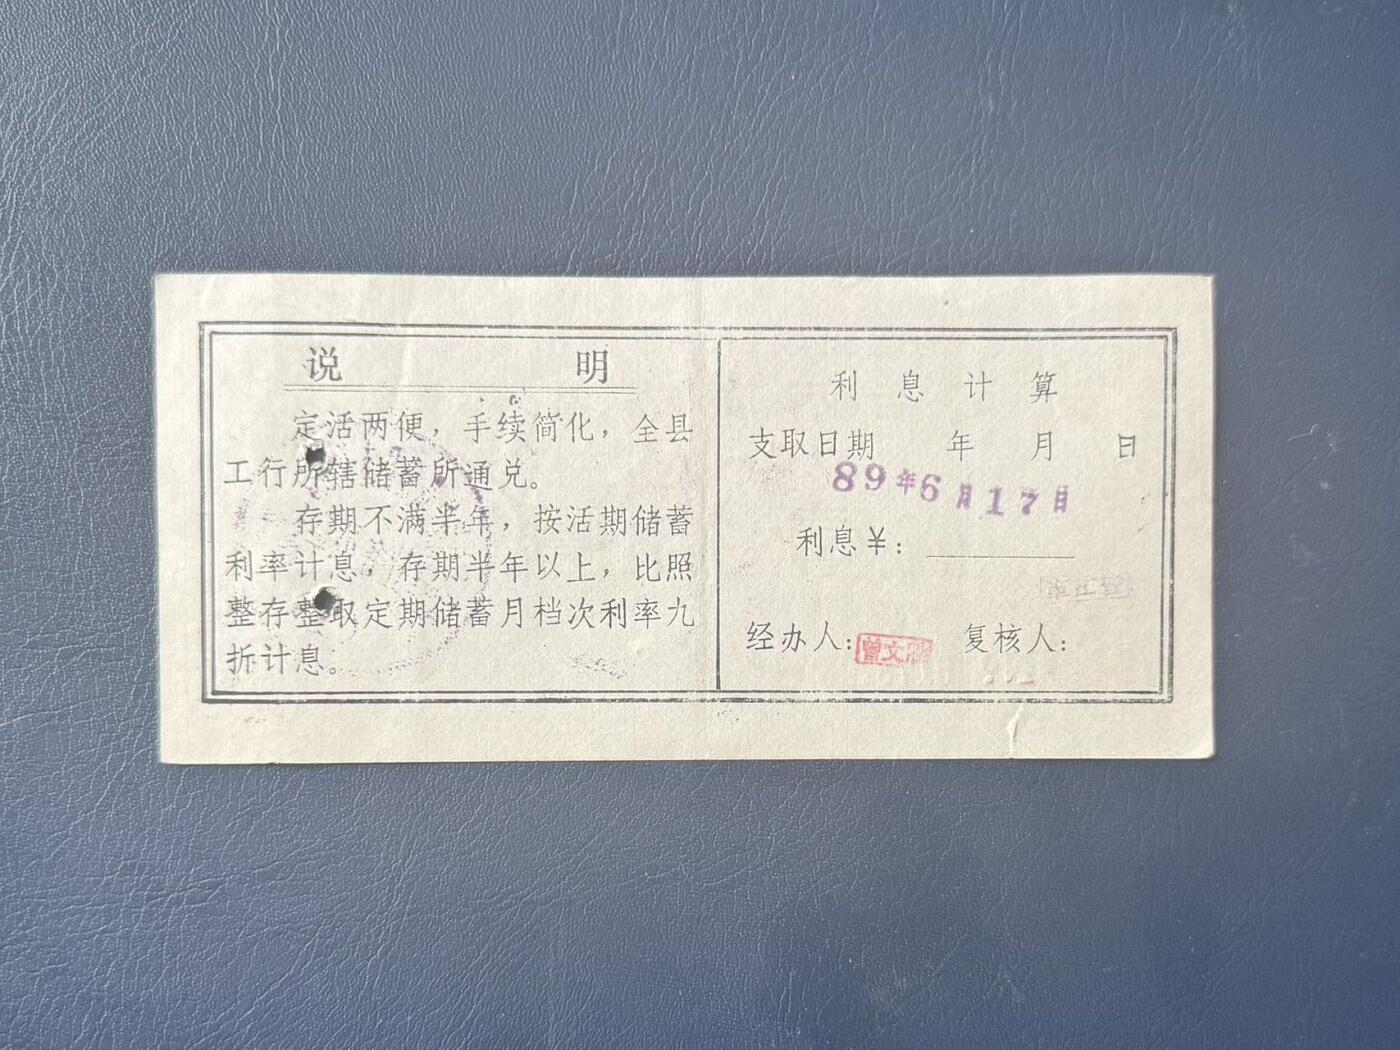 说明
定活两便，手续简化，全县
工行所辖储蓄所通兑。
存期不满半年，按活期储蓄
利率计息，存期半年以上，比照
整存整取定期储蓄月档次利率九
折计息。
利息计算
支取日期 年 月 日
89年6月17日
利息￥：
经办人： 曾文 复核人：